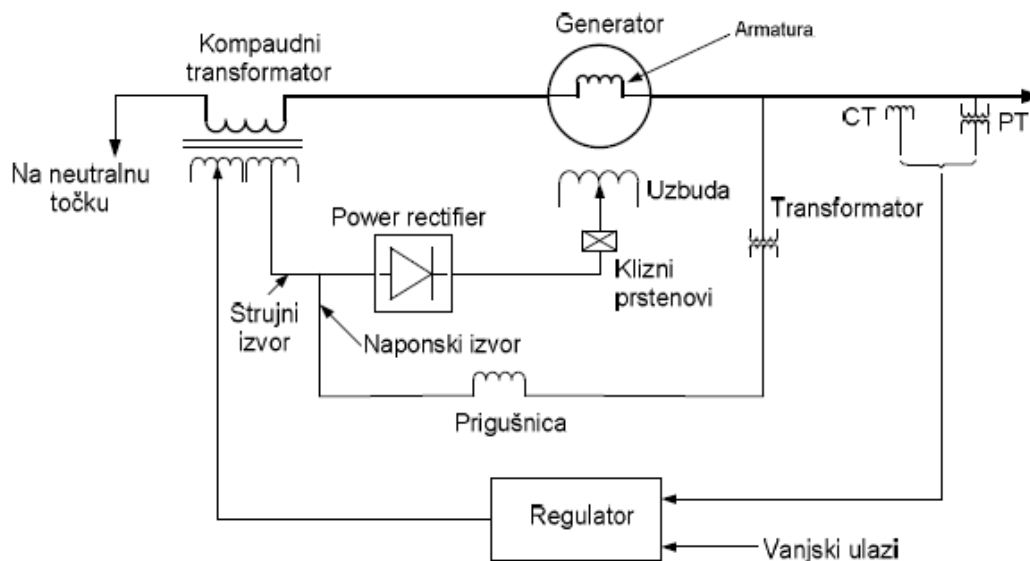 Generator
Armatura
Kompaudni
transformator
CT
PT
Na neutralnu
točku
Uzbuda
Power rectifier
Transformator
Klizni
prstenovi
Strujni
izvor
Naponski izvor
Prigušnica
Regulator
Vanjski ulazi